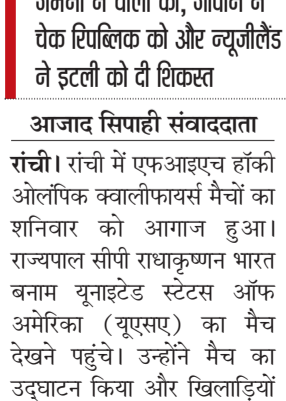 चेक रिपब्लिक को और न्यूजीलैंड
ने इटली को दी शिकस्त
आजाद सिपाही संवाददाता
रांची। रांची में एफआइएच हॉकी
ओलंपिक क्वालीफायर्स मैचों का
शनिवार को आगाज हुआ।
राज्यपाल सीपी राधाकृष्णन भारत
बनाम यूनाइटेड स्टेटस ऑफ
अमेरिका (यूएसए) का मैच
देखने पहुंचे। उन्होंने मैच का
उद्घाटन किया और खिलाड़ियों